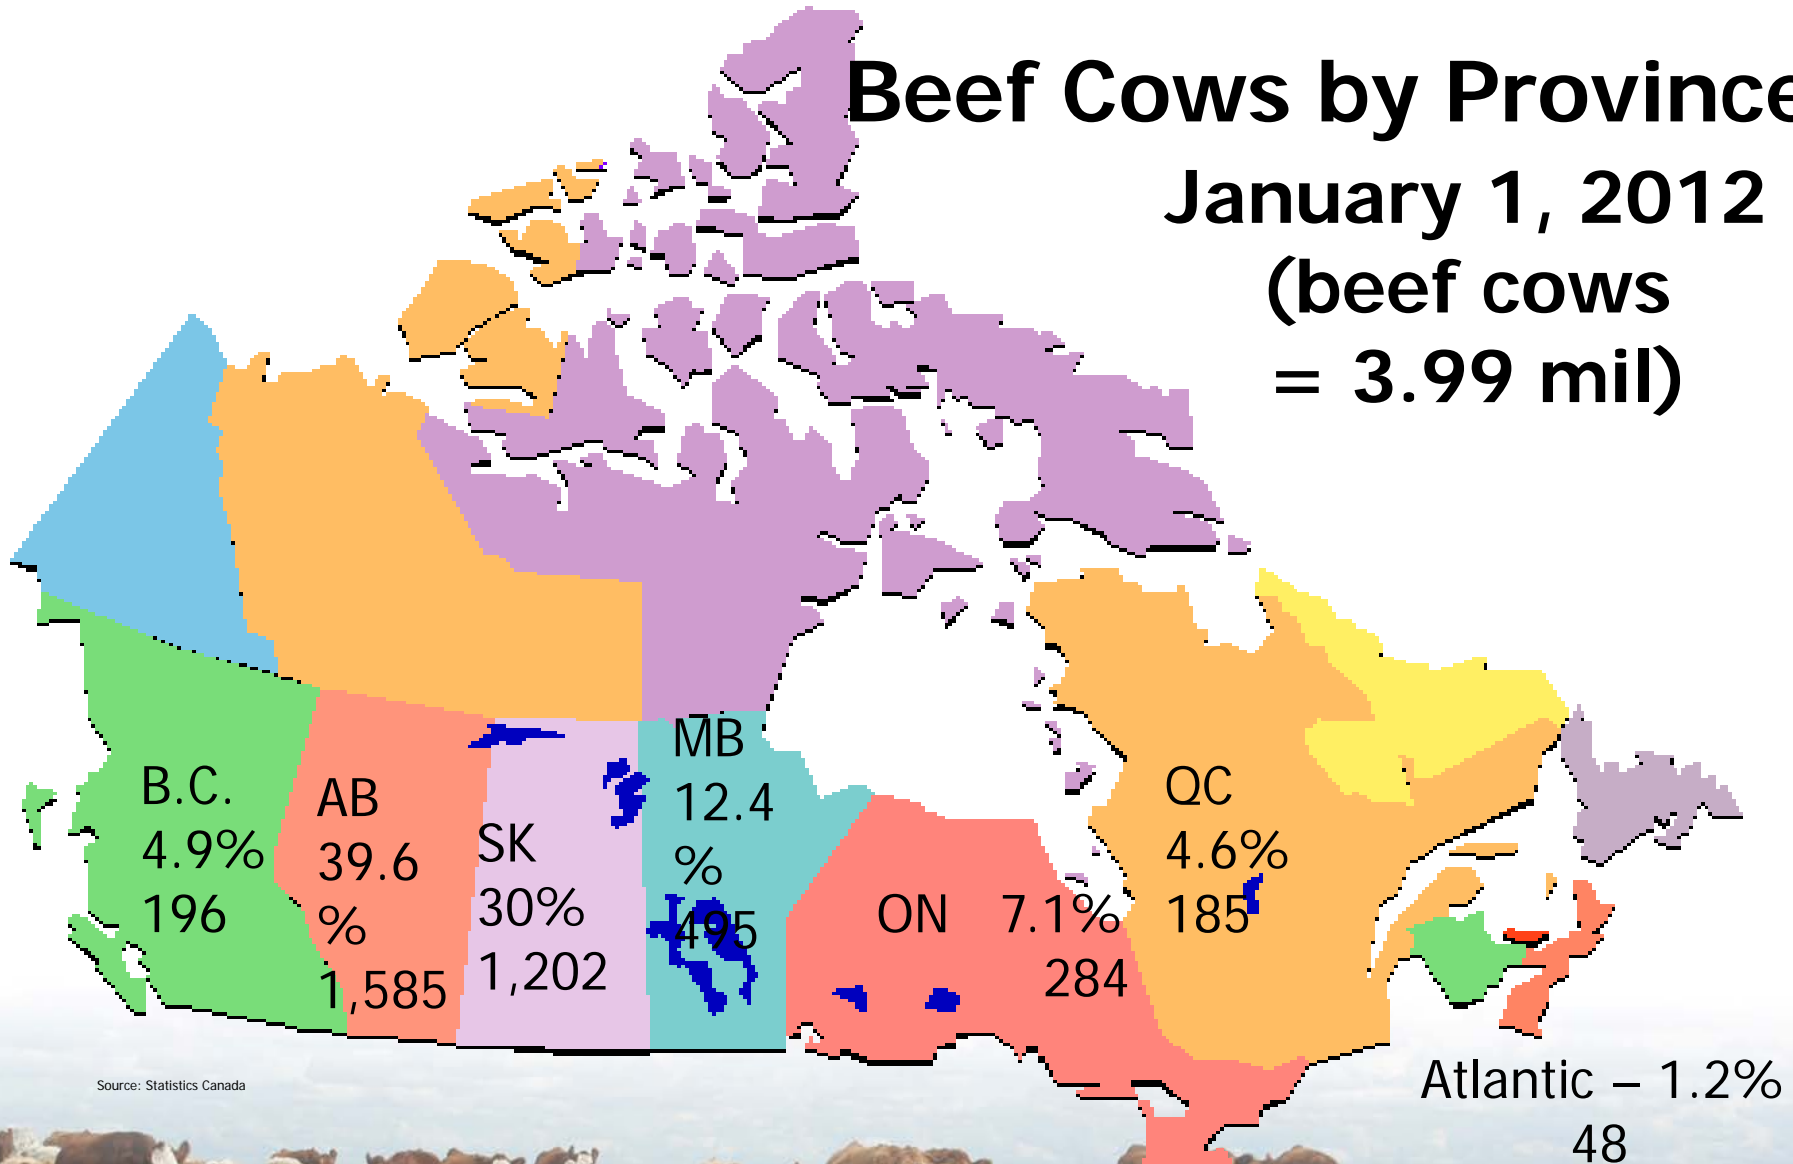 Beef Cows by Province
January 1, 2012
(beef cows
= 3.99 mil)
B.C.
4.9%
196
AB
39.6
%
1,585
SK
30%
1,202
MB
12.4
%
495
ON 7.1%
284
QC
4.6%
185
Atlantic – 1.2%
48
Source: Statistics Canada